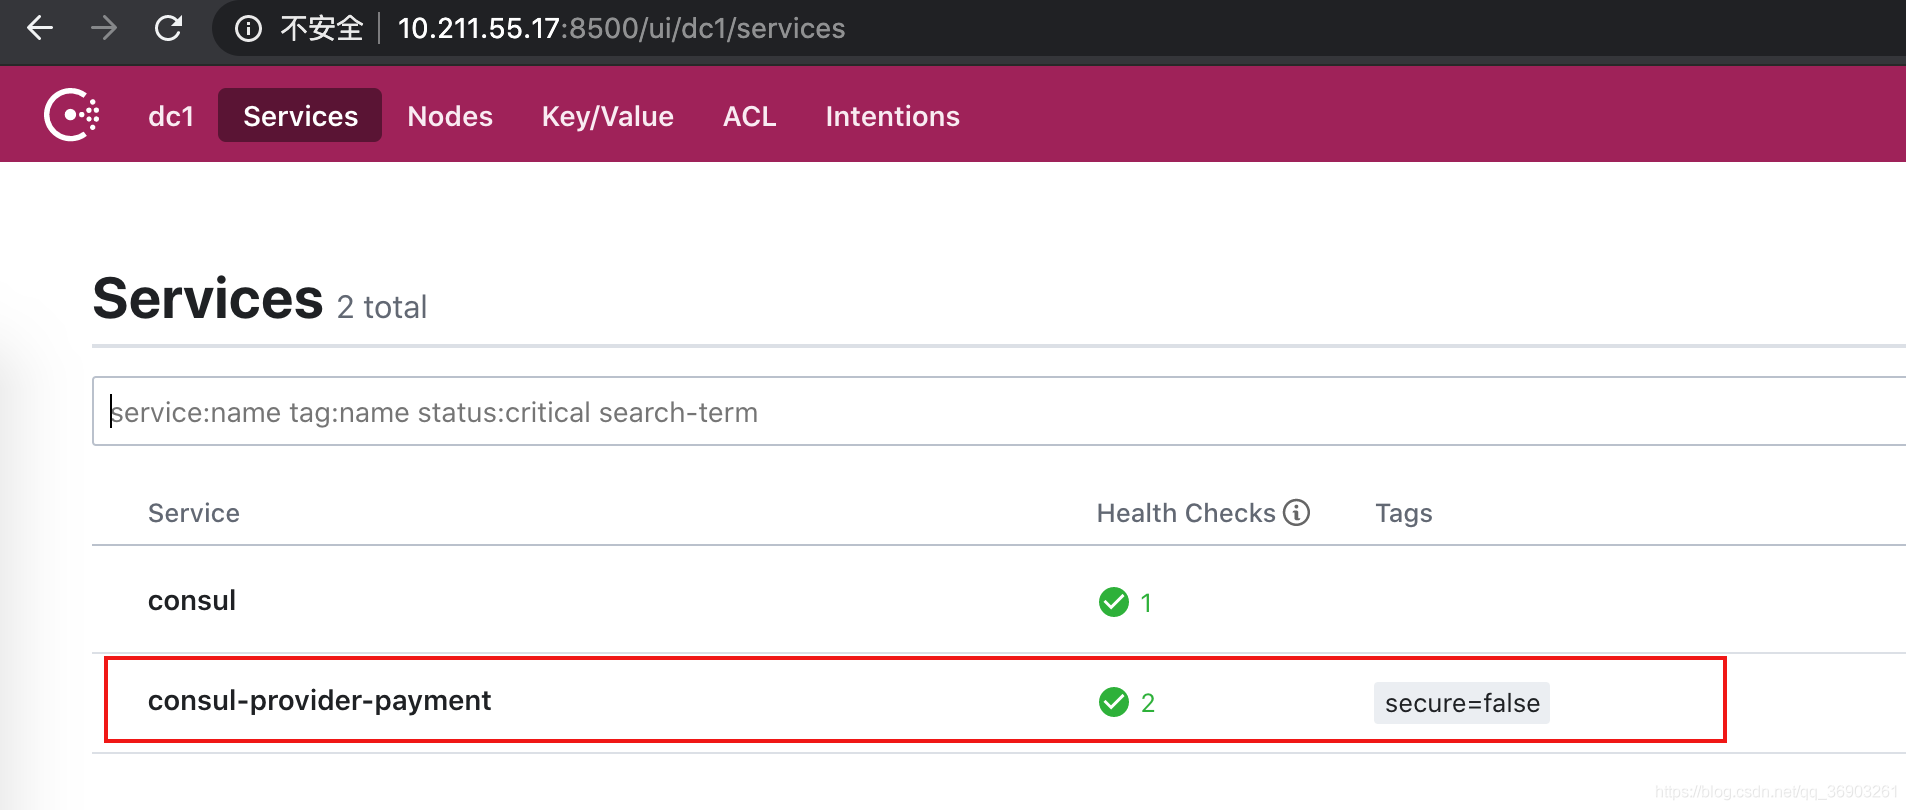 不安全 10.211.55.17:8500/ui/dc1/services
dc1 Services Nodes Key/Value ACL Intentions
Services 2 total
service:name tag:name status:critical search-term
Service Health Checks Tags
consul 1
consul-provider-payment 2 secure=false
https://blog.csdn.net/qq_36903261